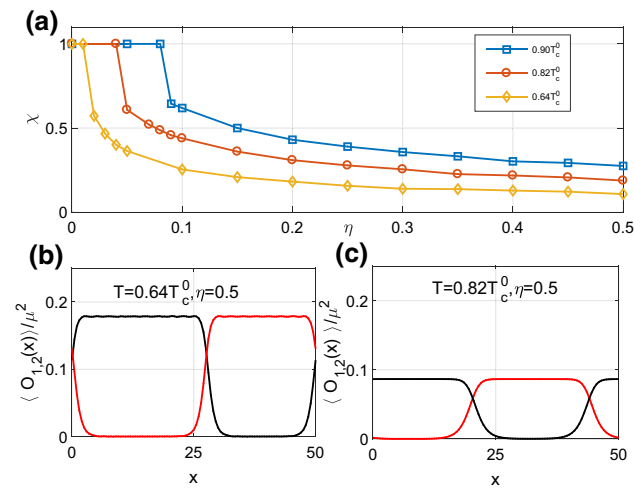 (a)
χ
1
0.5
0
0 0.1 0.2 0.3 0.4 0.5
η
0.90T_c^0
0.82T_c^0
0.64T_c^0
(b)
T=0.64T_c^0,η=0.5
⟨ O_{1,2}(x)⟩/μ^2
0.2
0.1
0
0 25 50
x
(c)
T=0.82T_c^0,η=0.5
⟨ O_{1,2}(x) ⟩/μ^2
0.2
0.1
0
0 25 50
x